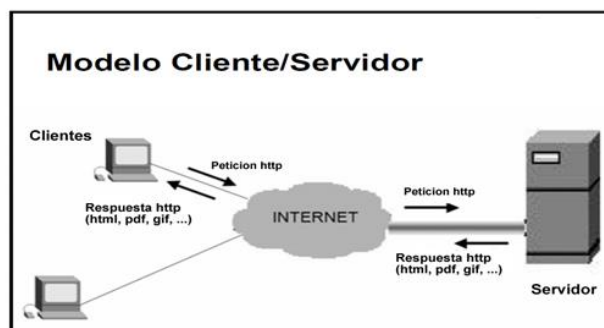 Modelo Cliente/Servidor
Clientes
Peticion http
Respuesta http
(html, pdf, gif, ...)
INTERNET
Peticion http
Respuesta http
(html, pdf, gif, ...)
Servidor